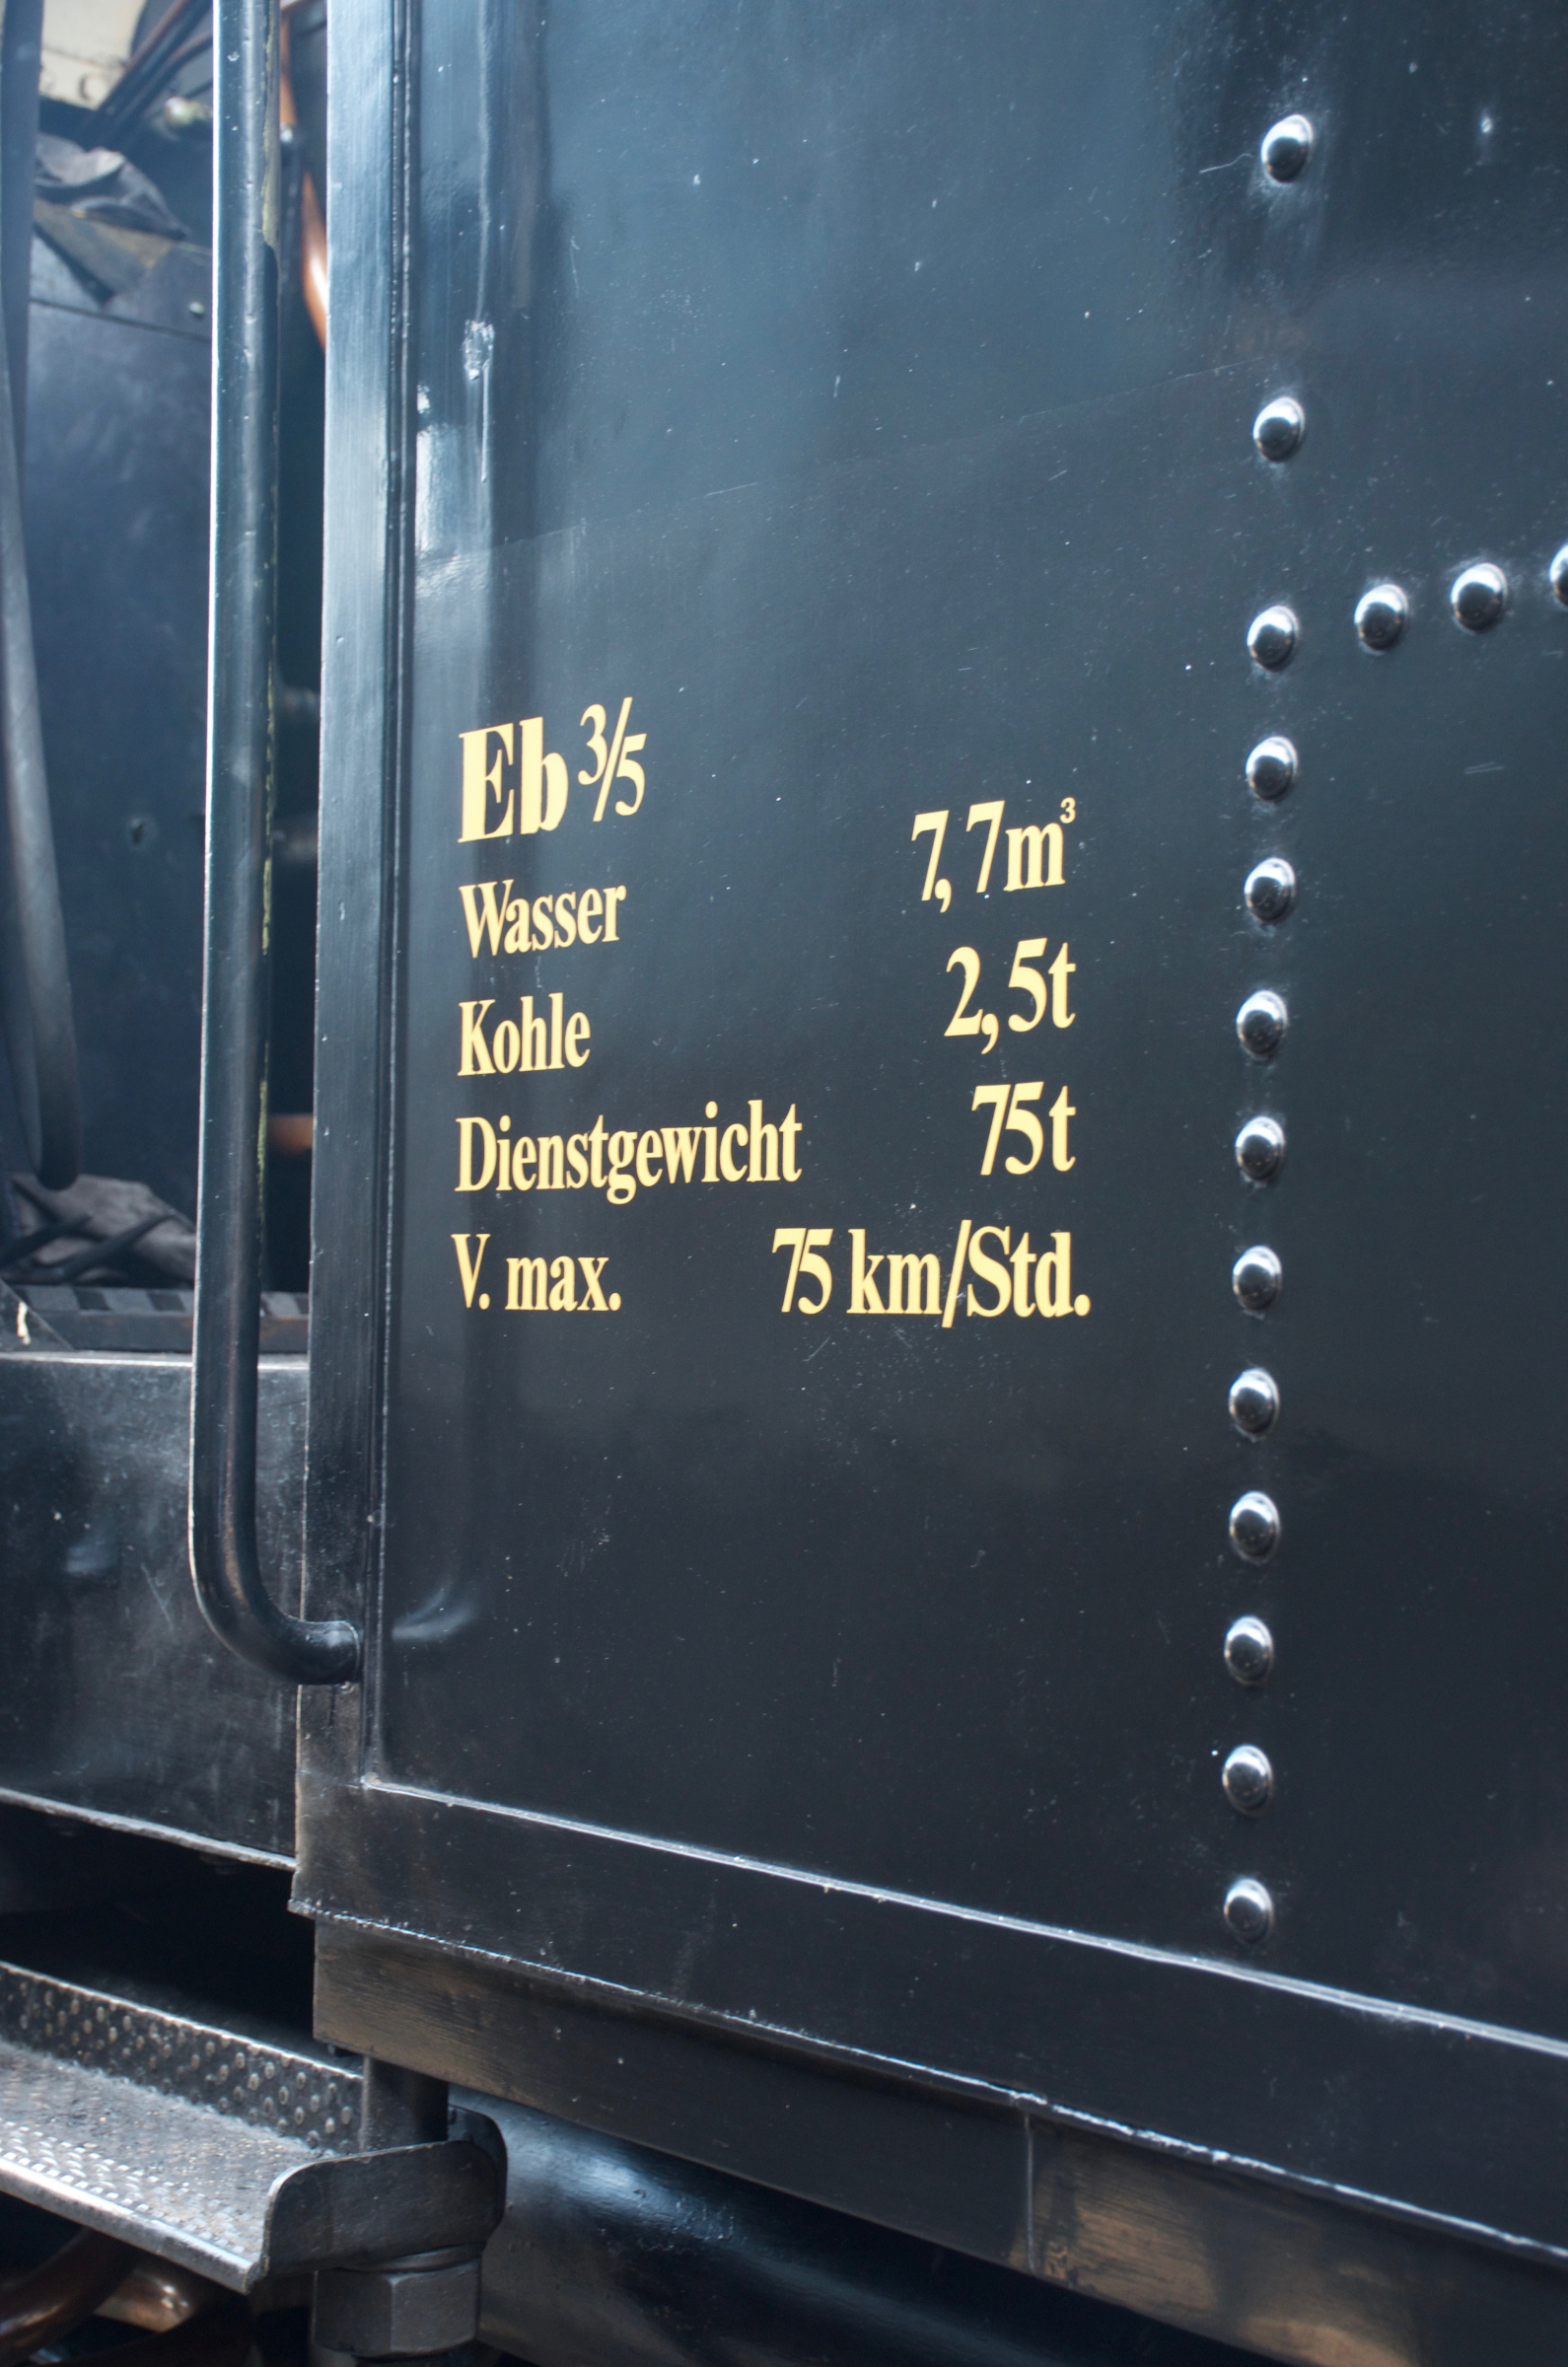 Eb 3/5
Wasser 7,7m³
Kohle 2,5t
Dienstgewicht 75t
V. max. 75 km/Std.